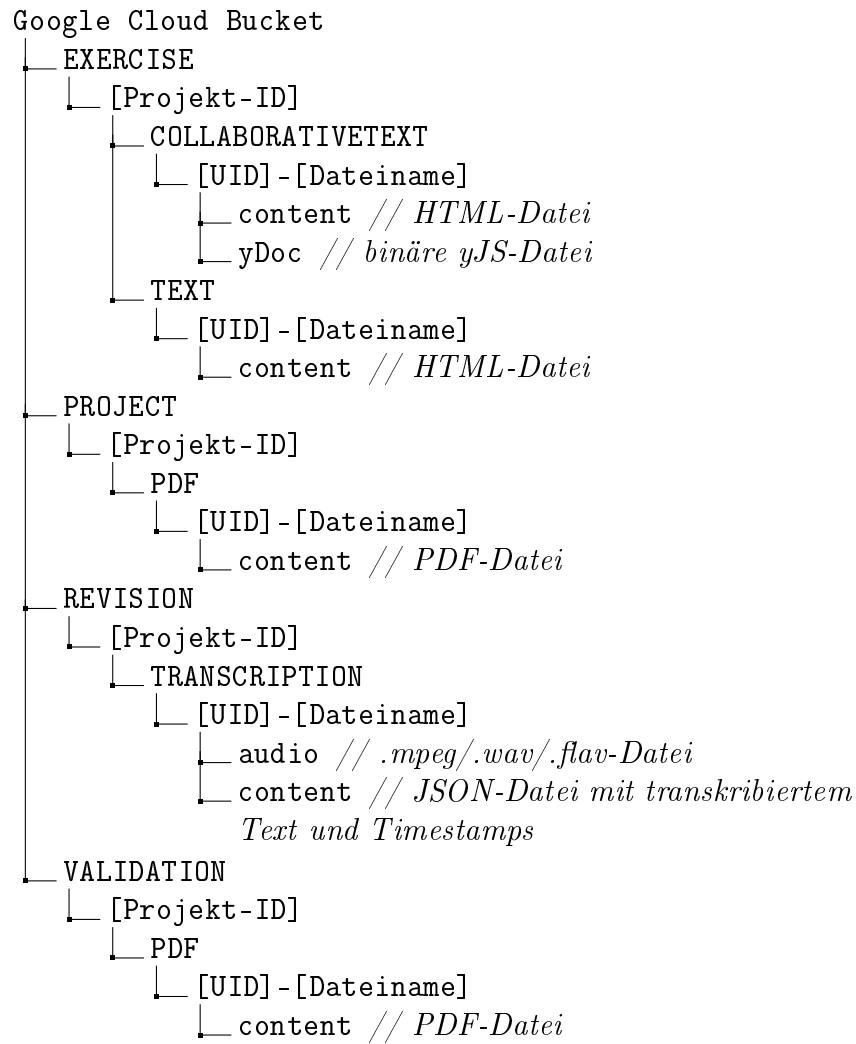 Google Cloud Bucket
EXERCISE
[Projekt-ID]
COLLABORATIVETEXT
[UID]-[Dateiname]
content // HTML-Datei
yDoc // binäre yJS-Datei
TEXT
[UID]-[Dateiname]
content // HTML-Datei
PROJECT
[Projekt-ID]
PDF
[UID]-[Dateiname]
content // PDF-Datei
REVISION
[Projekt-ID]
TRANSCRIPTION
[UID]-[Dateiname]
audio // .mpeg/.wav/.flav-Datei
content // JSON-Datei mit transkribiertem
Text und Timestamps
VALIDATION
[Projekt-ID]
PDF
[UID]-[Dateiname]
content // PDF-Datei